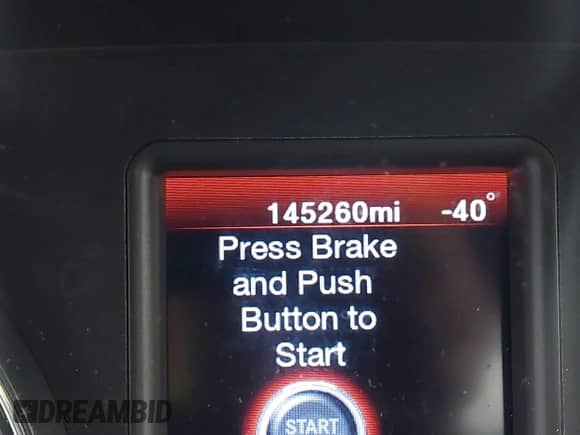 145260mi -40°
Press Brake
and Push
Button to
Start
START
DREAMBID